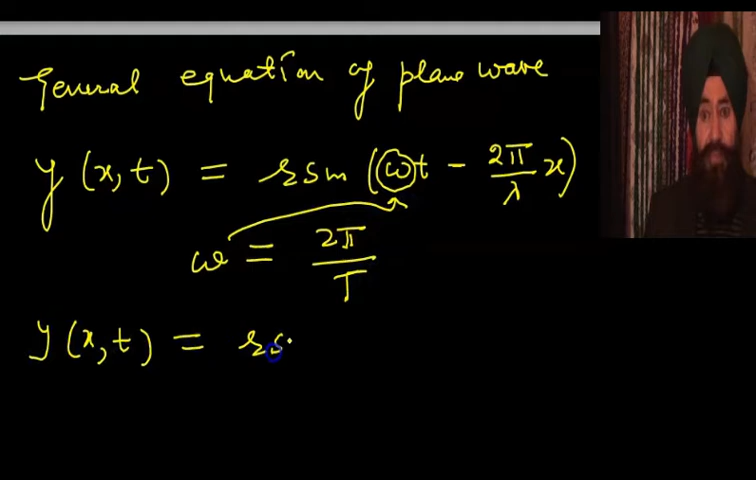 General equation of plane wave
y (x, t) = r sin (ωt - 2π/λ x)
ω = 2π/T
y (x, t) = r s